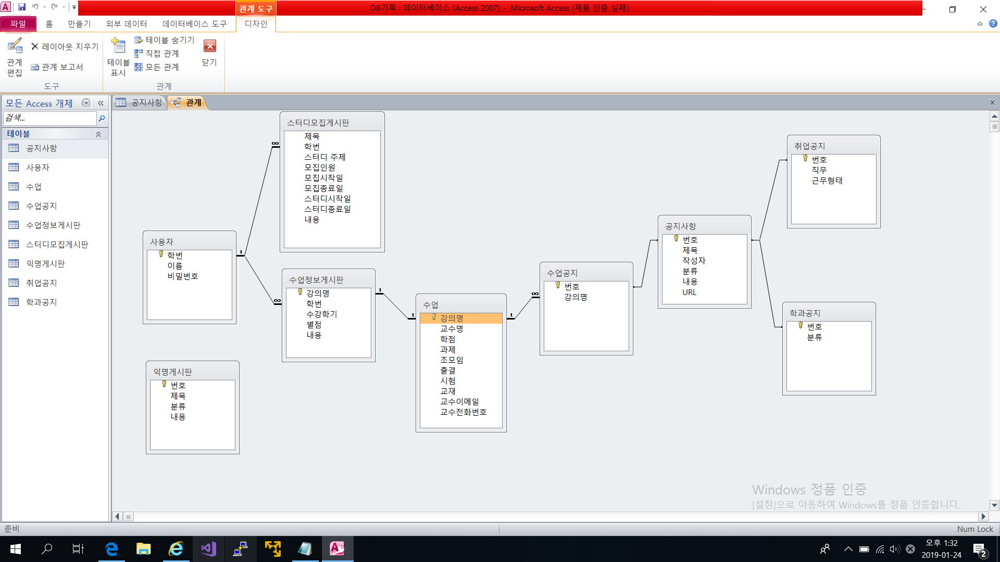 관계 도구
DB기획 : 데이터베이스 (Access 2007) - Microsoft Access (제품 인증 실패)
파일
홈
만들기
외부 데이터
데이터베이스 도구
디자인
관계
편집
레이아웃 지우기
관계 보고서
도구
테이블
표시
테이블 숨기기
직접 관계
모든 관계
닫기
관계
모든 Access 개체
검색...
테이블
공지사항
사용자
수업
수업공지
수업정보게시판
스터디모집게시판
익명게시판
취업공지
학과공지
공지사항
관계
스터디모집게시판
제목
학번
스터디 주제
모집인원
모집시작일
모집종료일
스터디시작일
스터디종료일
내용
∞
사용자
학번
이름
비밀번호
1
∞
수업정보게시판
강의명
학번
수강학기
별점
내용
1
익명게시판
번호
제목
분류
내용
1
수업
강의명
교수명
학점
과제
조모임
출결
시험
교재
교수이메일
교수전화번호
1
∞
수업공지
번호
강의명
공지사항
번호
제목
작성자
분류
내용
URL
취업공지
번호
직무
근무형태
학과공지
번호
분류
Windows 정품 인증
[설정]으로 이동하여 Windows를 정품 인증합니다.
준비
Num Lock
오후 1:32
2019-01-24
2